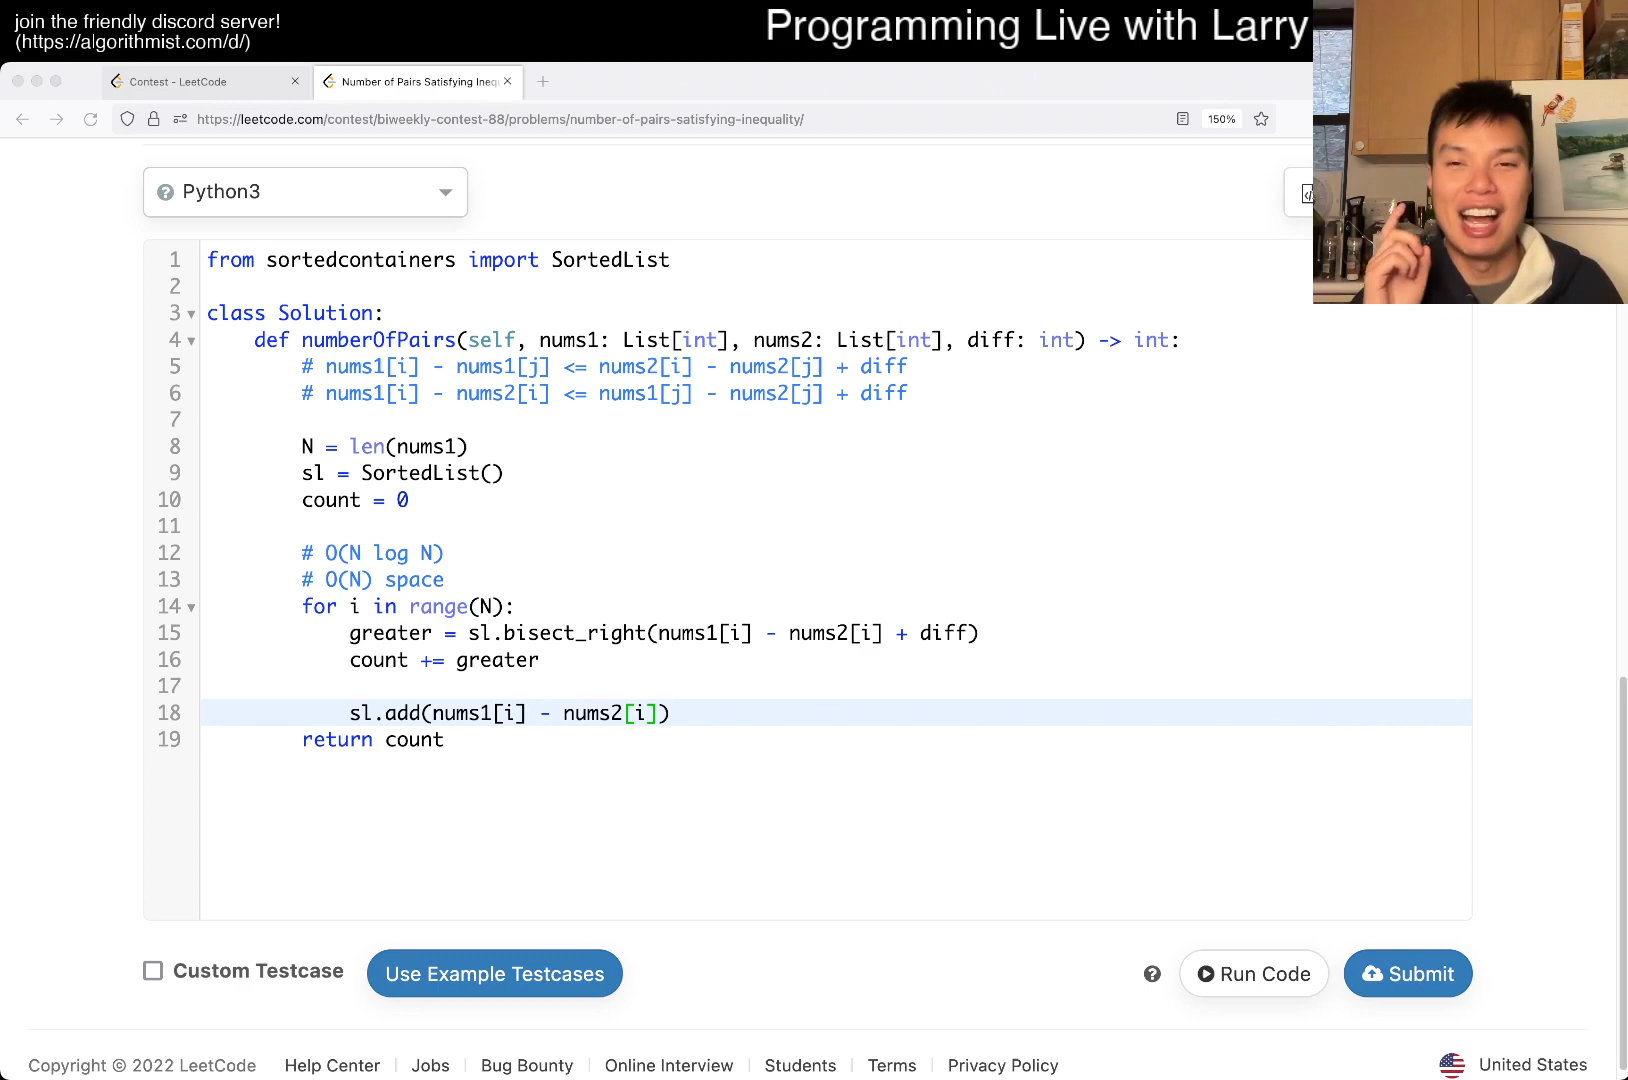 join the friendly discord server!
(https://algorithmist.com/d/)
Programming Live with Larry
Contest - LeetCode
Number of Pairs Satisfying Inequ
https://leetcode.com/contest/biweekly-contest-88/problems/number-of-pairs-satisfying-inequality/
150%
Python3
1 from sortedcontainers import SortedList
2
3 class Solution:
4 def numberOfPairs(self, nums1: List[int], nums2: List[int], diff: int) -> int:
5 # nums1[i] - nums1[j] <= nums2[i] - nums2[j] + diff
6 # nums1[i] - nums2[i] <= nums1[j] - nums2[j] + diff
7
8 N = len(nums1)
9 sl = SortedList()
10 count = 0
11
12 # O(N log N)
13 # O(N) space
14 for i in range(N):
15 greater = sl.bisect_right(nums1[i] - nums2[i] + diff)
16 count += greater
17
18 sl.add(nums1[i] - nums2[i])
19 return count
Custom Testcase
Use Example Testcases
Run Code
Submit
Copyright © 2022 LeetCode
Help Center
Jobs
Bug Bounty
Online Interview
Students
Terms
Privacy Policy
United States